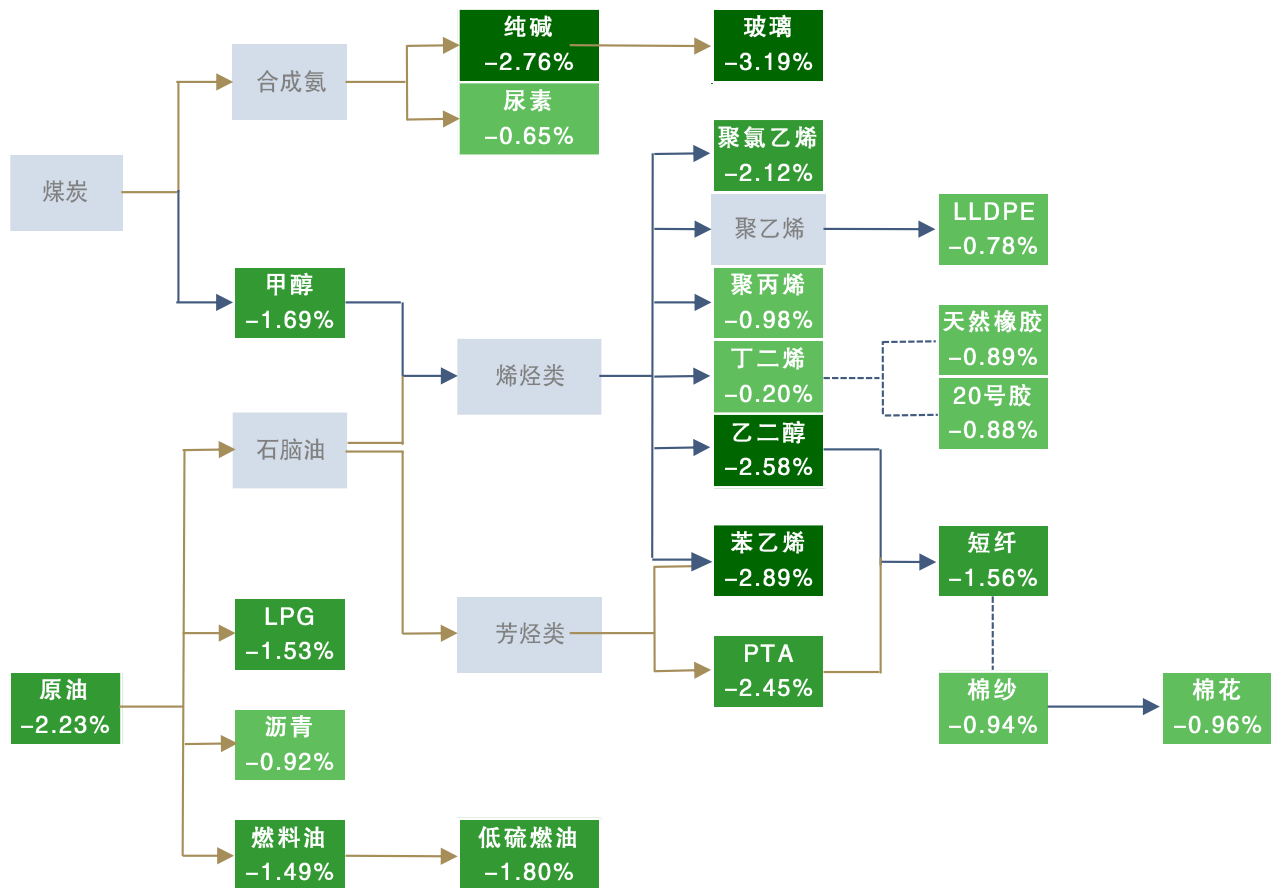 纯碱
-2.76%
玻璃
-3.19%
合成氨
尿素
-0.65%
煤炭
聚氯乙烯
-2.12%
聚乙烯
LLDPE
-0.78%
甲醇
-1.69%
聚丙烯
-0.98%
天然橡胶
-0.89%
烯烃类
丁二烯
-0.20%
20号胶
-0.88%
石脑油
乙二醇
-2.58%
苯乙烯
-2.89%
短纤
-1.56%
LPG
-1.53%
芳烃类
PTA
-2.45%
原油
-2.23%
棉纱
-0.94%
棉花
-0.96%
沥青
-0.92%
燃料油
-1.49%
低硫燃油
-1.80%